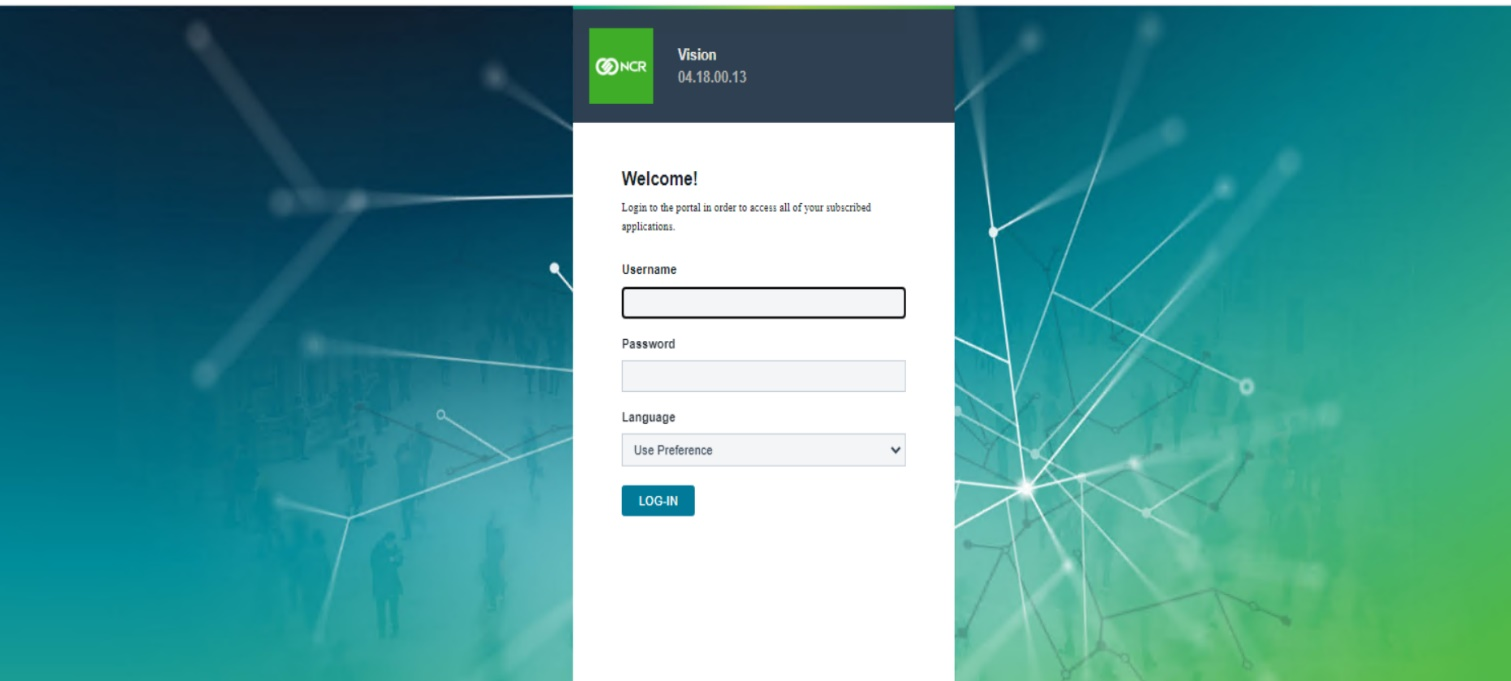 NCR
Vision
04.18.00.13
Welcome!
Login to the portal in order to access all of your subscribed
applications.
Username
Password
Language
Use Preference
LOG-IN